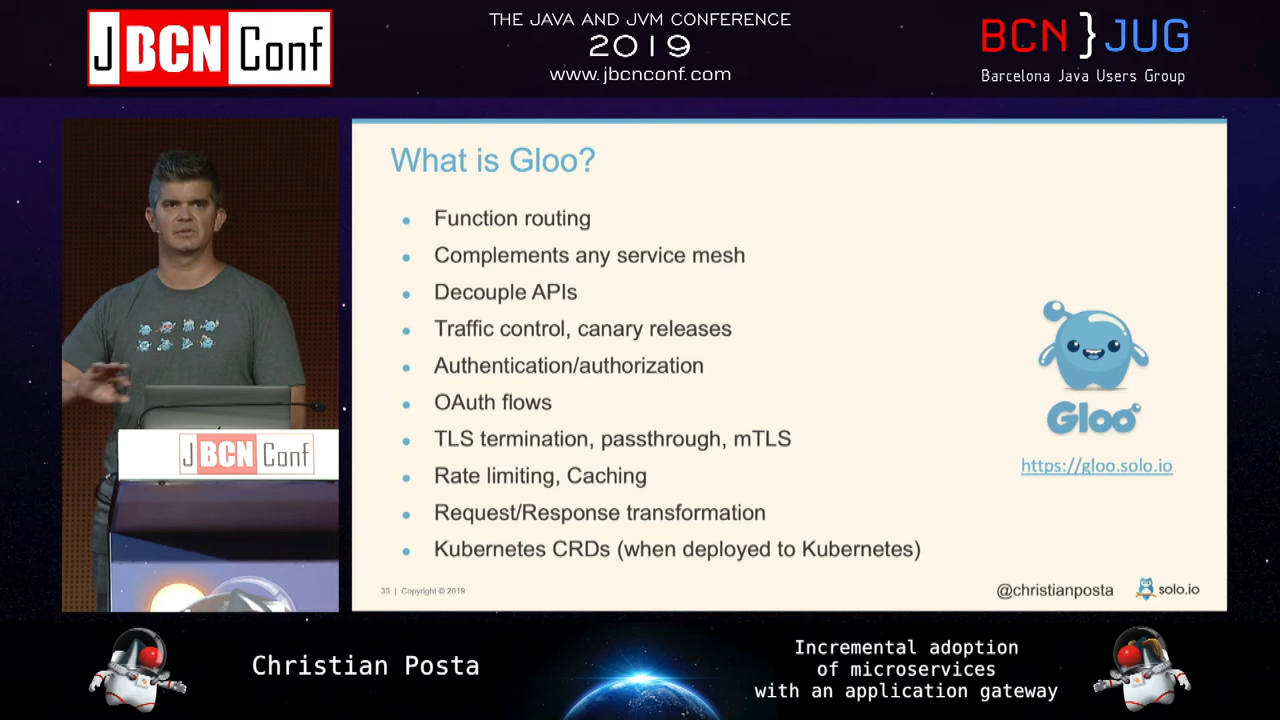 JBCNConf
THE JAVA AND JVM CONFERENCE
2019
www.jbcnconf.com
BCN}JUG
Barcelona Java Users Group
What is Gloo?
Function routing
Complements any service mesh
Decouple APIs
Traffic control, canary releases
Authentication/authorization
OAuth flows
TLS termination, passthrough, mTLS
Rate limiting, Caching
Request/Response transformation
Kubernetes CRDs (when deployed to Kubernetes)
Gloo
https://gloo.solo.io
33 | Copyright © 2019
@christianposta
solo.io
JBCNConf
Christian Posta
Incremental adoption
of microservices
with an application gateway